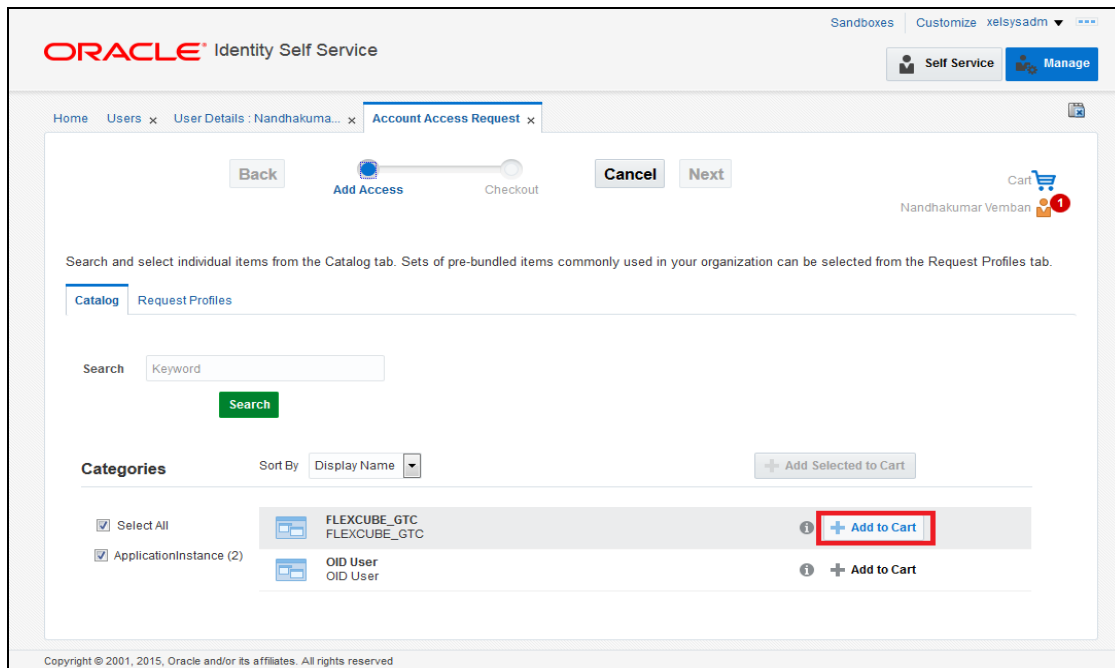 Sandboxes Customize xelsysadm
ORACLE® Identity Self Service
Self Service Manage
Home Users x User Details : Nandhakuma... x Account Access Request x
Back Add Access Checkout Cancel Next
Cart
Nandhakumar Vemban 1
Search and select individual items from the Catalog tab. Sets of pre-bundled items commonly used in your organization can be selected from the Request Profiles tab.
Catalog Request Profiles
Search Keyword
Search
Categories Sort By Display Name Add Selected to Cart
Select All
ApplicationInstance (2)
FLEXCUBE_GTC
FLEXCUBE_GTC
i Add to Cart
OID User
OID User
i Add to Cart
Copyright © 2001, 2015, Oracle and/or its affiliates. All rights reserved